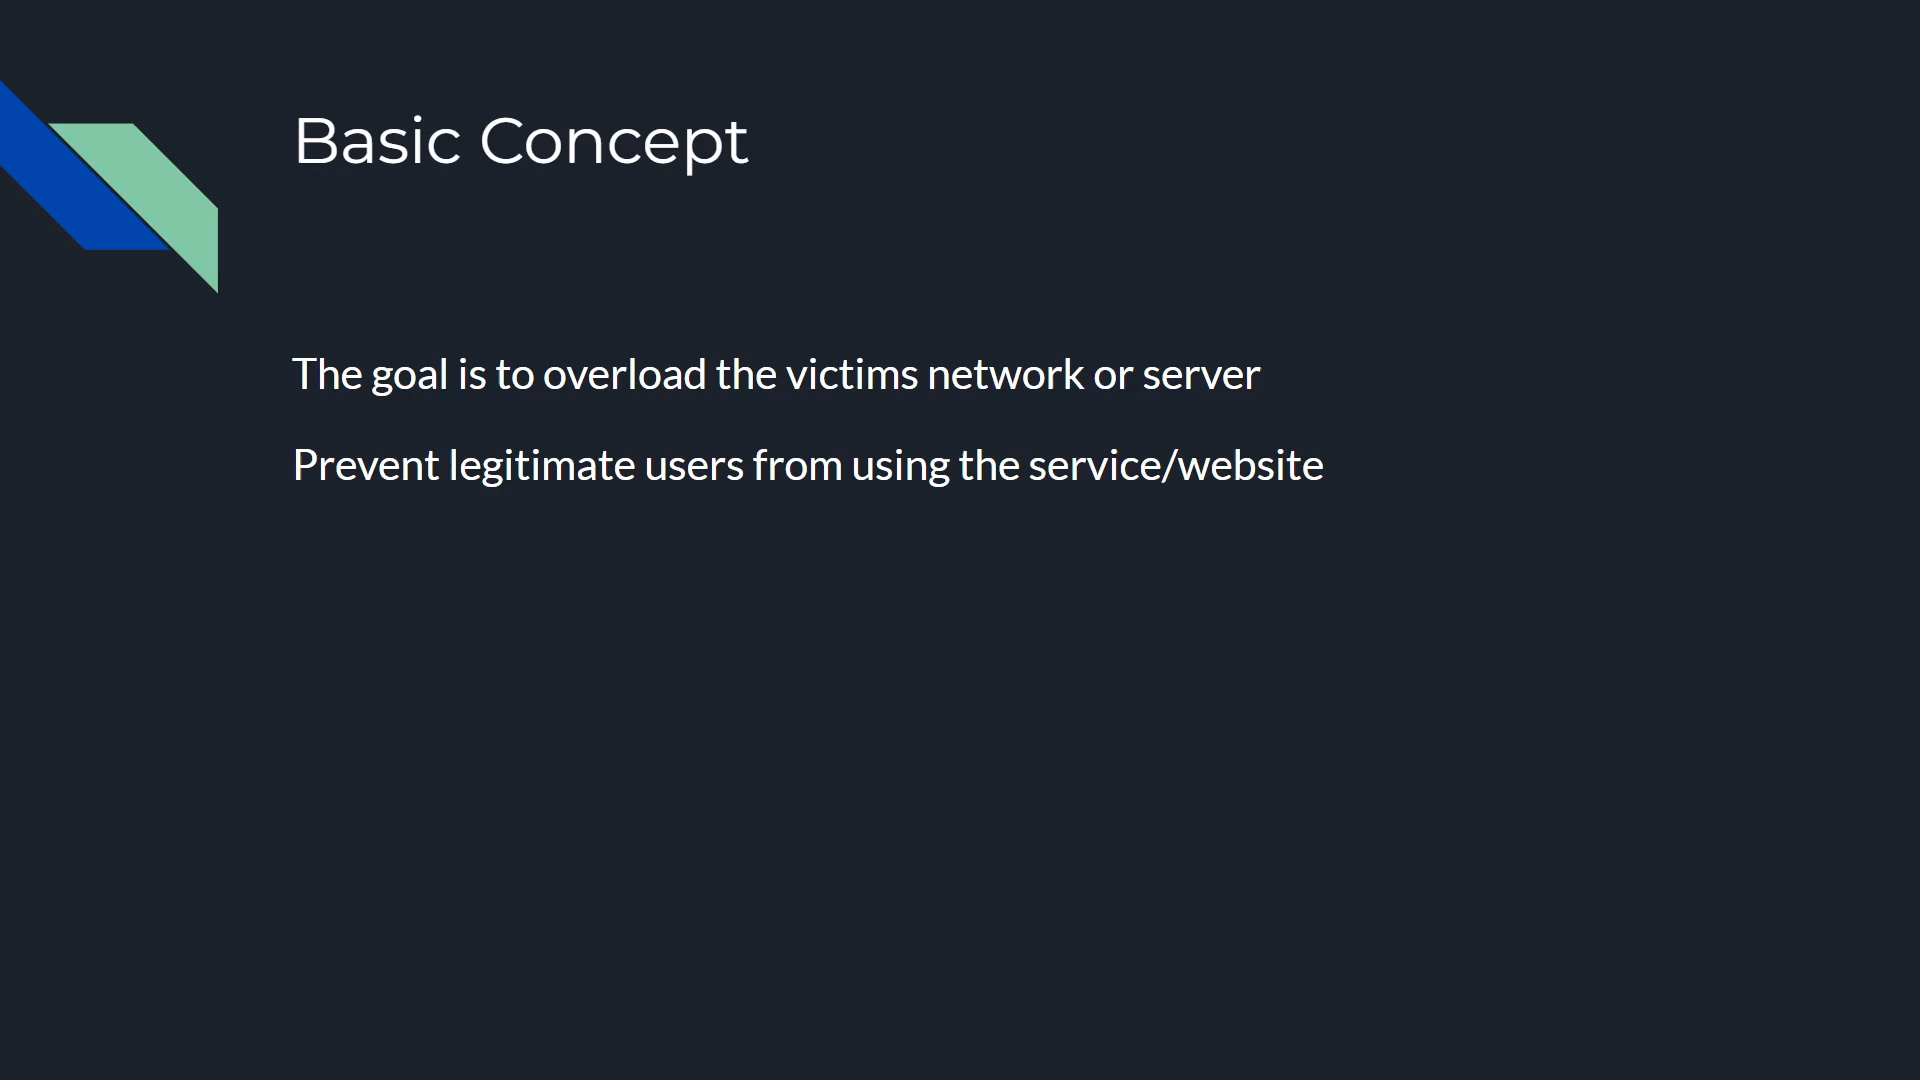 Basic Concept
The goal is to overload the victims network or server
Prevent legitimate users from using the service/website